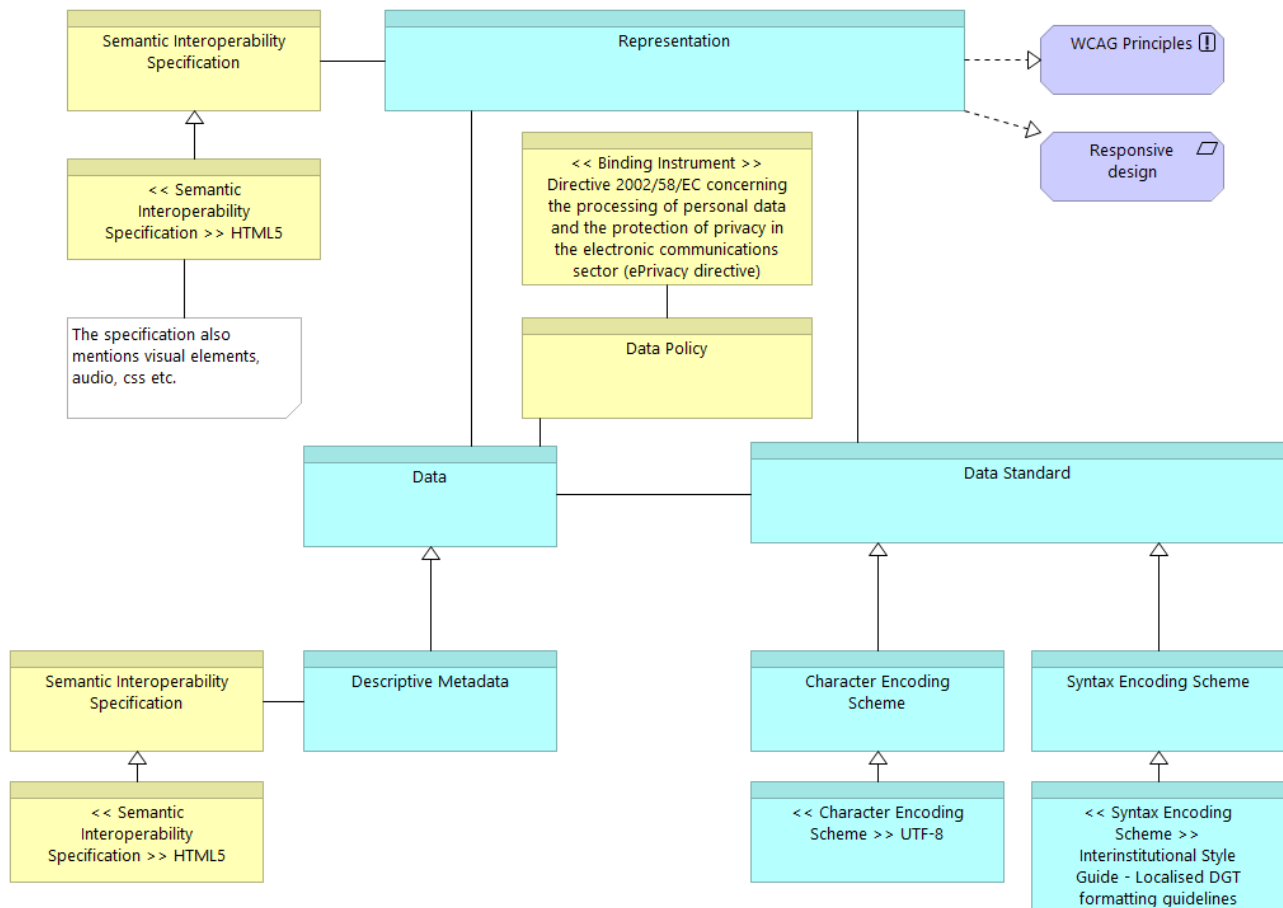 Semantic Interoperability
Specification
Representation
WCAG Principles
<< Binding Instrument >>
Directive 2002/58/EC concerning
the processing of personal data
and the protection of privacy in
the electronic communications
sector (ePrivacy directive)
Responsive
design
<< Semantic
Interoperability
Specification >> HTML5
The specification also
mentions visual elements,
audio, css etc.
Data Policy
Data
Data Standard
Semantic Interoperability
Specification
Descriptive Metadata
Character Encoding
Scheme
Syntax Encoding Scheme
<< Semantic
Interoperability
Specification >> HTML5
<< Character Encoding
Scheme >> UTF-8
<< Syntax Encoding
Scheme >>
Interinstitutional Style
Guide - Localised DGT
formatting guidelines